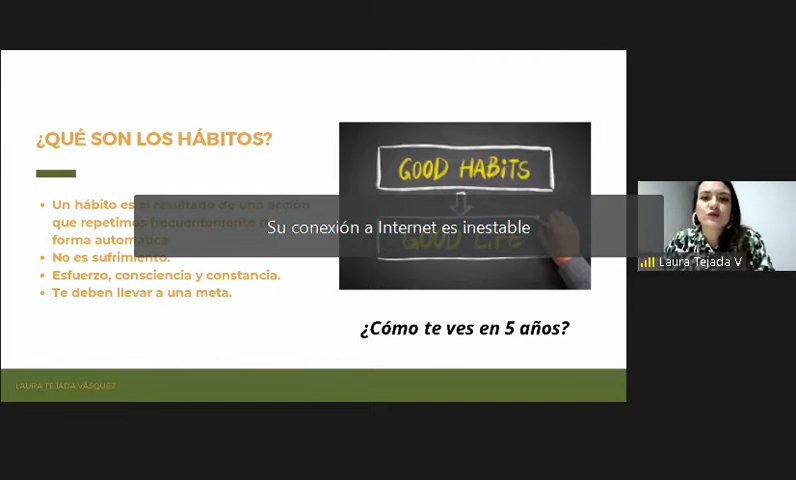 ¿QUÉ SON LOS HÁBITOS?
Un hábito es el resultado de una acción
que repetimos frecuentemente
forma automática
No es sufrimiento.
Esfuerzo, consciencia y constancia.
Te deben llevar a una meta.
GOOD HABITS
GOOD LIFE
Su conexión a Internet es inestable
¿Cómo te ves en 5 años?
Laura Tejada V
LAURA TEJADA VÁSQUEZ